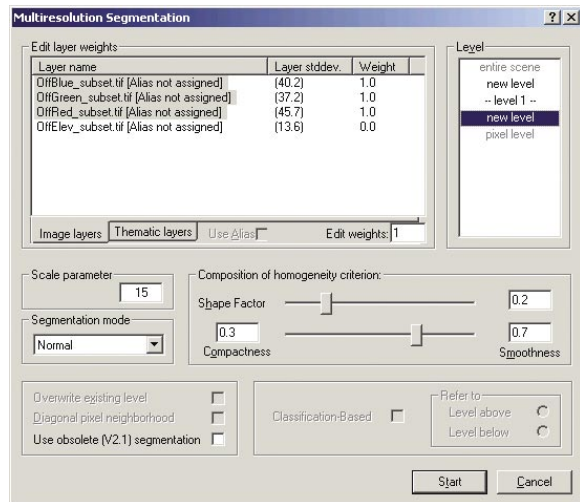 Multiresolution Segmentation
Edit layer weights
Layer name Layer stddev. Weight
OffBlue_subset.tif [Alias not assigned] (40.2) 1.0
OffGreen_subset.tif [Alias not assigned] (37.2) 1.0
OffRed_subset.tif [Alias not assigned] (45.7) 1.0
OffElev_subset.tif [Alias not assigned] (13.6) 0.0
Image layers Thematic layers Use Alias Edit weights: 1
Level
entire scene
new level
-- level 1 --
new level
pixel level
Scale parameter
15
Segmentation mode
Normal
Composition of homogeneity criterion:
Shape Factor 0.2
0.3 0.7
Compactness Smoothness
Overwrite existing level
Diagonal pixel neighborhood
Use obsolete (V2.1) segmentation
Classification-Based
Refer to
Level above
Level below
Start Cancel